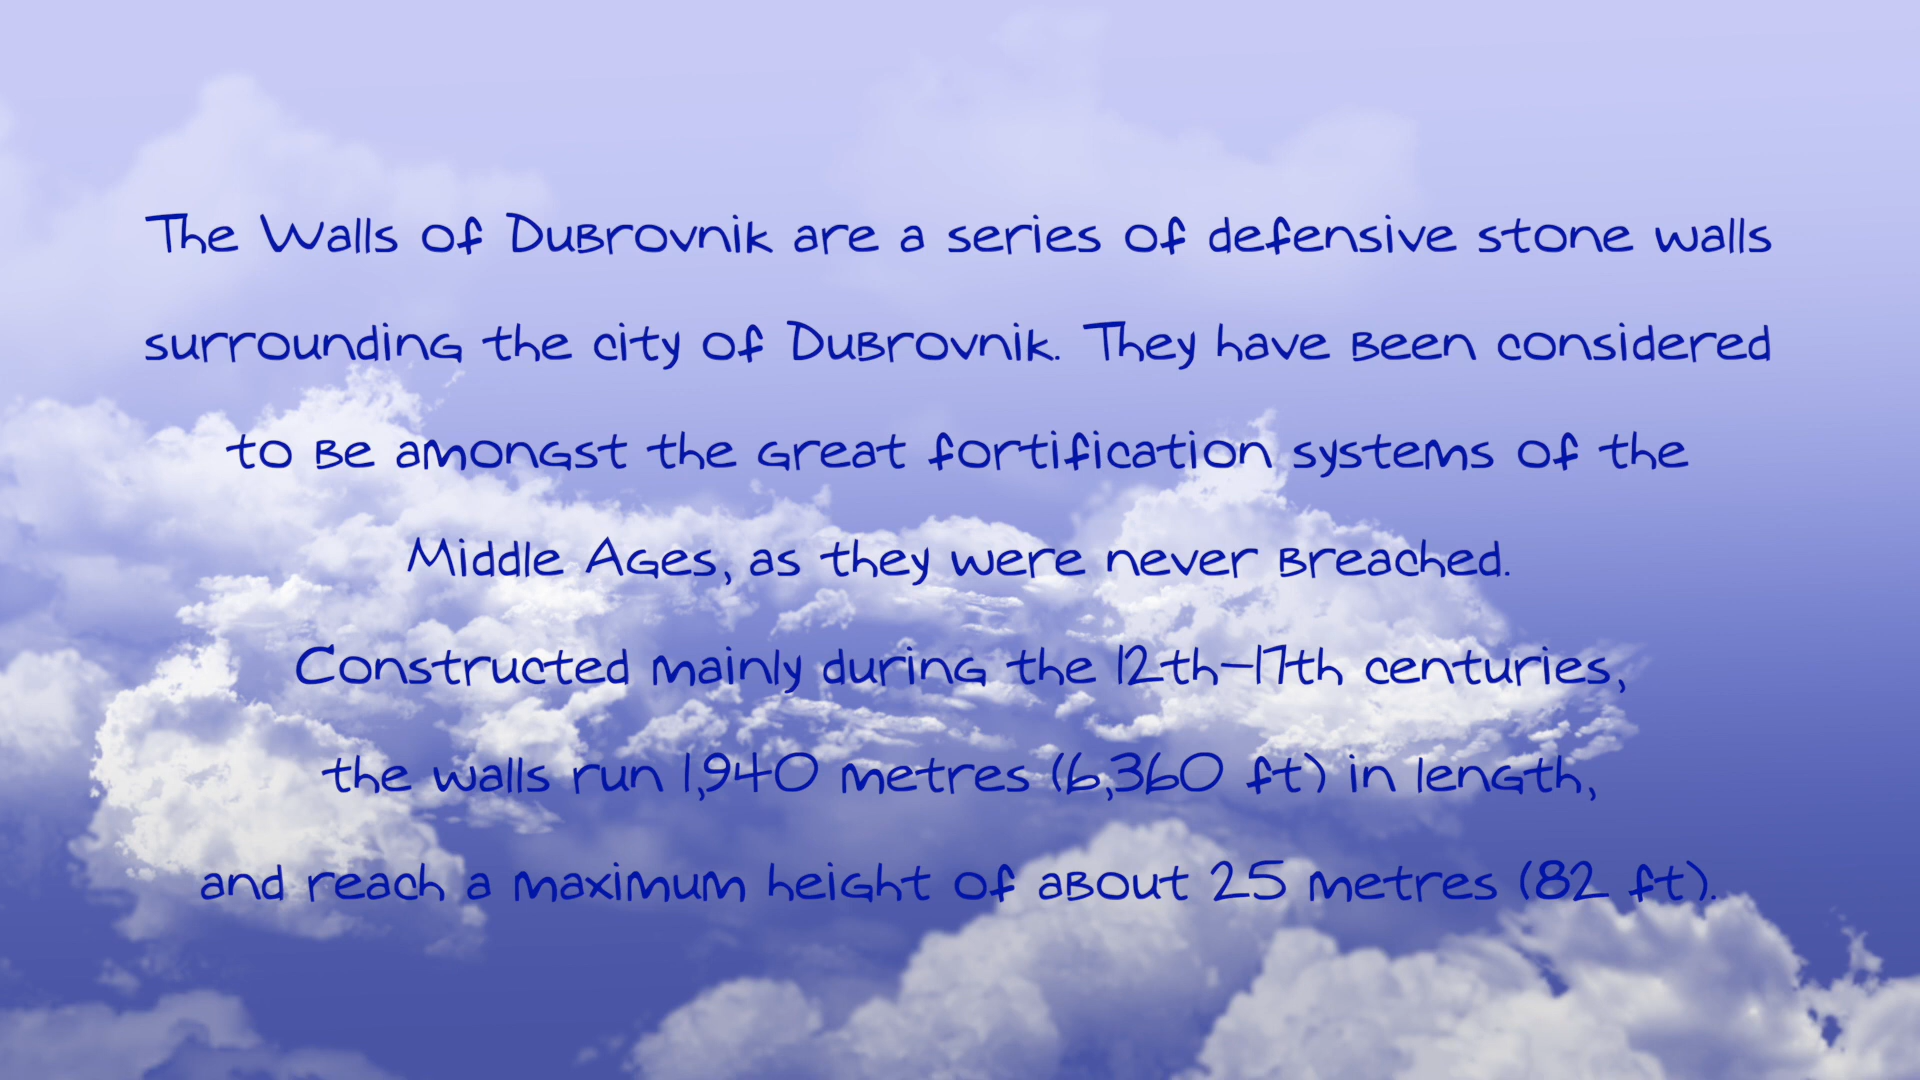 The Walls of Dubrovnik are a series of defensive stone walls
surrounding the city of Dubrovnik. They have been considered
to be amongst the great fortification systems of the
Middle Ages, as they were never breached.
Constructed mainly during the 12th–17th centuries,
the walls run 1,940 metres (6,360 ft) in length,
and reach a maximum height of about 25 metres (82 ft).